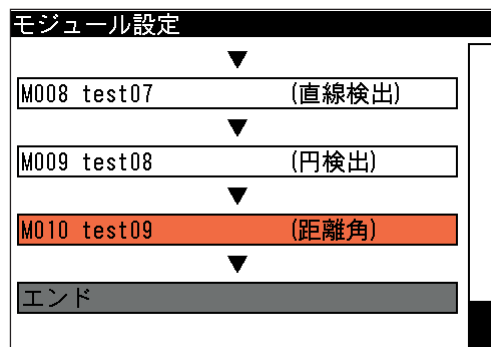 モジュール設定
▼
M008 test07 (直線検出)
▼
M009 test08 (円検出)
▼
M010 test09 (距離角)
▼
エンド